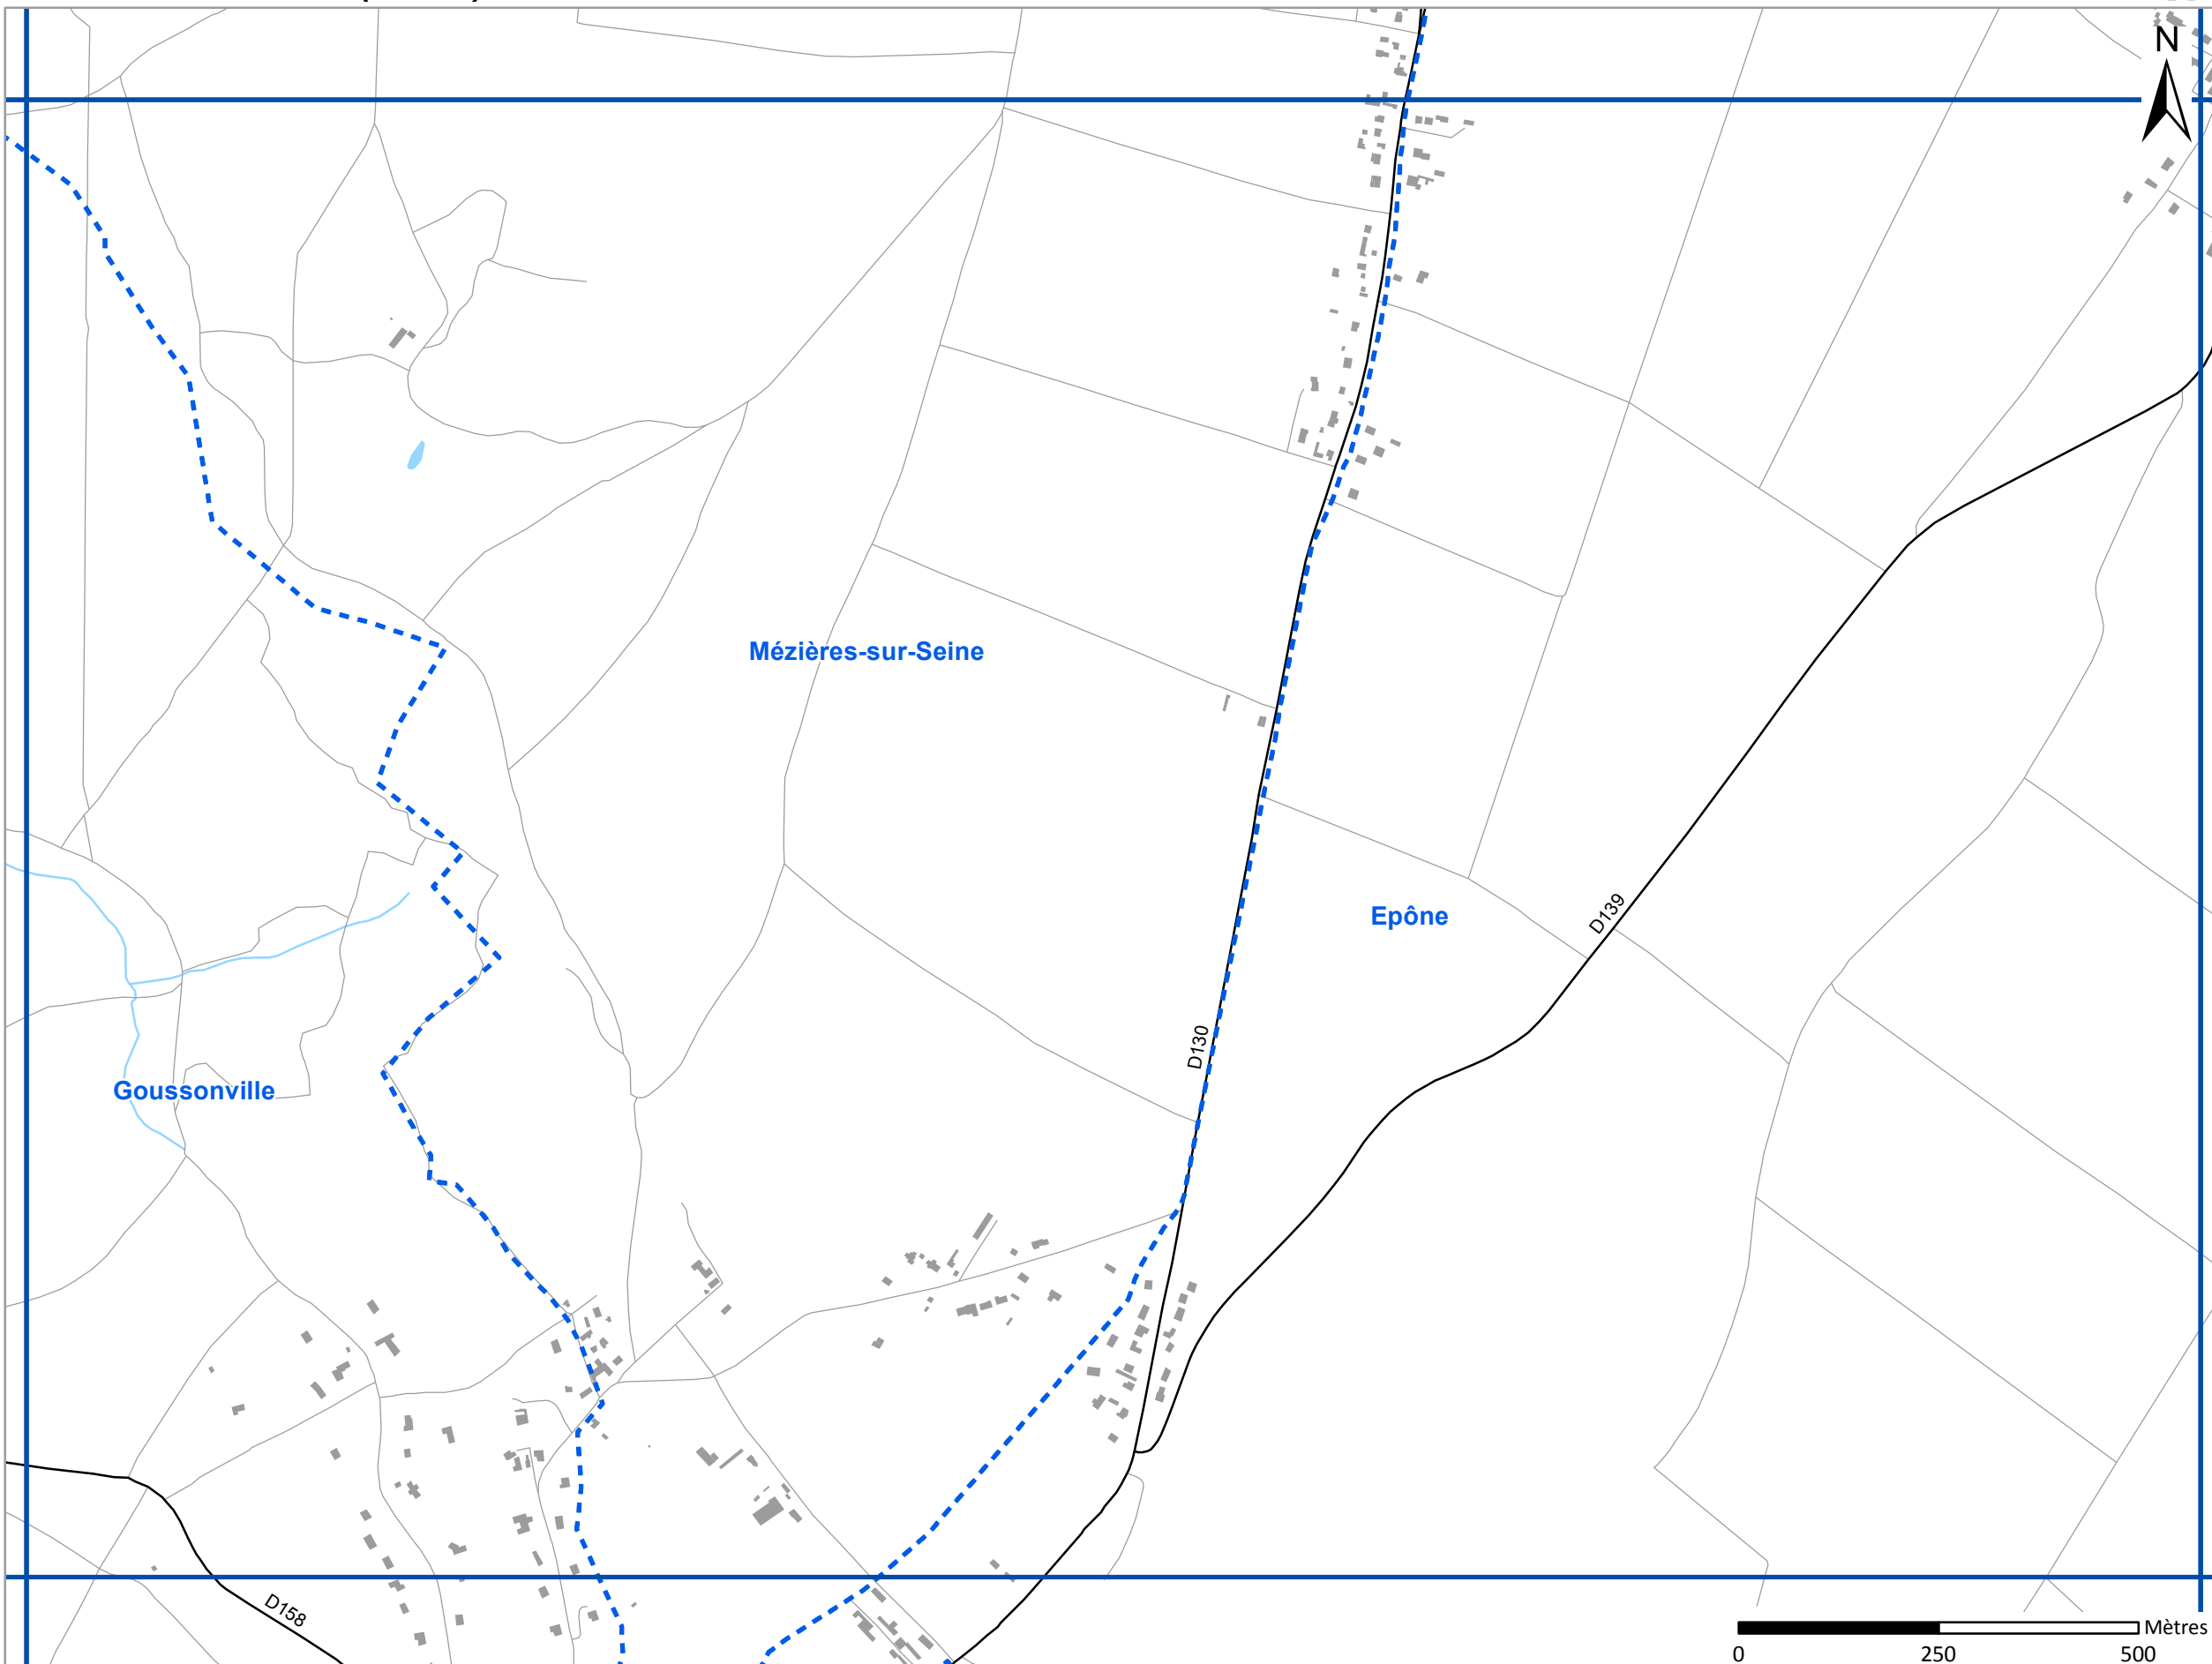 N
Mézières-sur-Seine
Epône
D139
D130
Goussonville
D158
Mètres
0 250 500